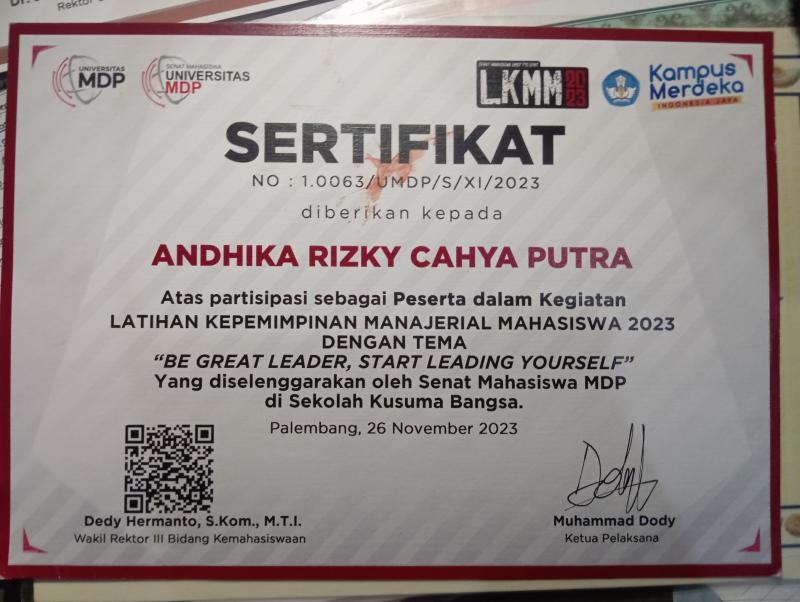 Rektor
UNIVERSITAS
MDP
SENAT MAHASISWA
UNIVERSITAS
MDP
LKMM
2023
Kampus
Merdeka
INDONESIA JAYA
SERTIFIKAT
NO : 1.0063/UMDP/S/XI/2023
diberikan kepada
ANDHIKA RIZKY CAHYA PUTRA
Atas partisipasi sebagai Peserta dalam Kegiatan
LATIHAN KEPEMIMPINAN MANAJERIAL MAHASISWA 2023
DENGAN TEMA
“BE GREAT LEADER, START LEADING YOURSELF”
Yang diselenggarakan oleh Senat Mahasiswa MDP
di Sekolah Kusuma Bangsa.
Palembang, 26 November 2023
Dedy Hermanto, S.Kom., M.T.I.
Wakil Rektor III Bidang Kemahasiswaan
Muhammad Dody
Ketua Pelaksana